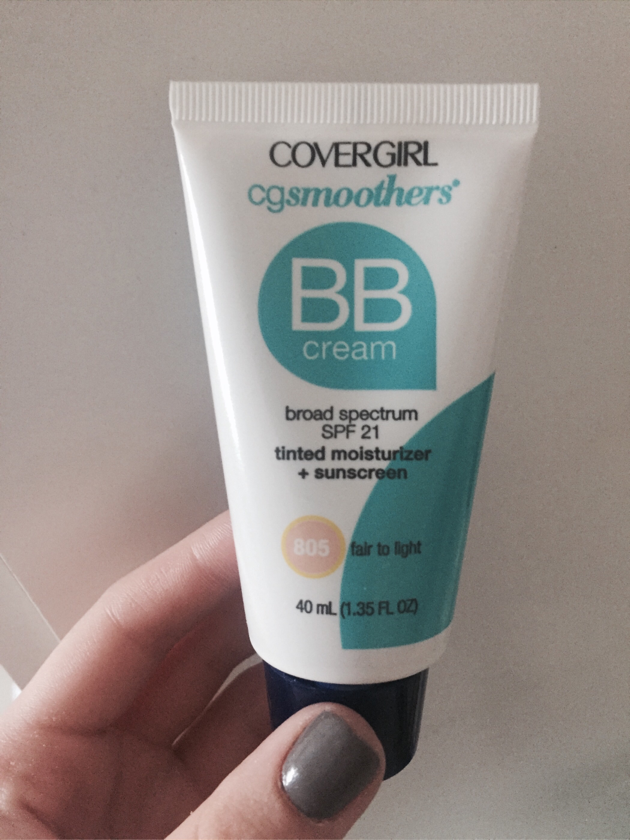 COVERGIRL
cgsmoothers®
BB
cream
broad spectrum
SPF 21
tinted moisturizer
+ sunscreen
805 fair to light
40 mL (1.35 FL OZ)